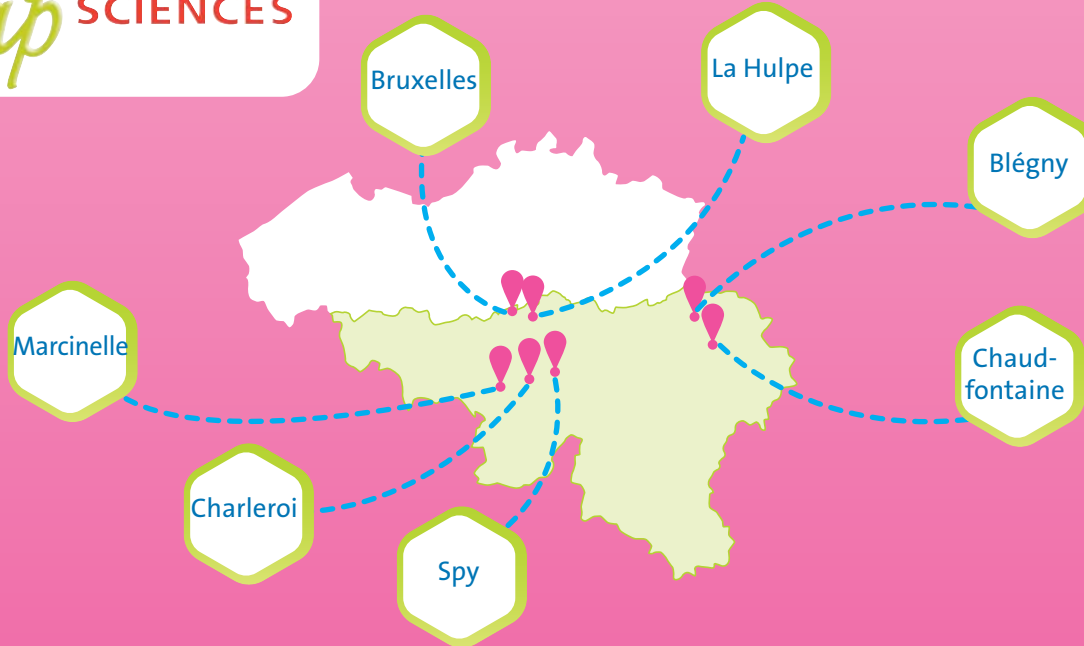 SCIENCES
Bruxelles
La Hulpe
Blégny
Marcinelle
Chaud-
fontaine
Charleroi
Spy